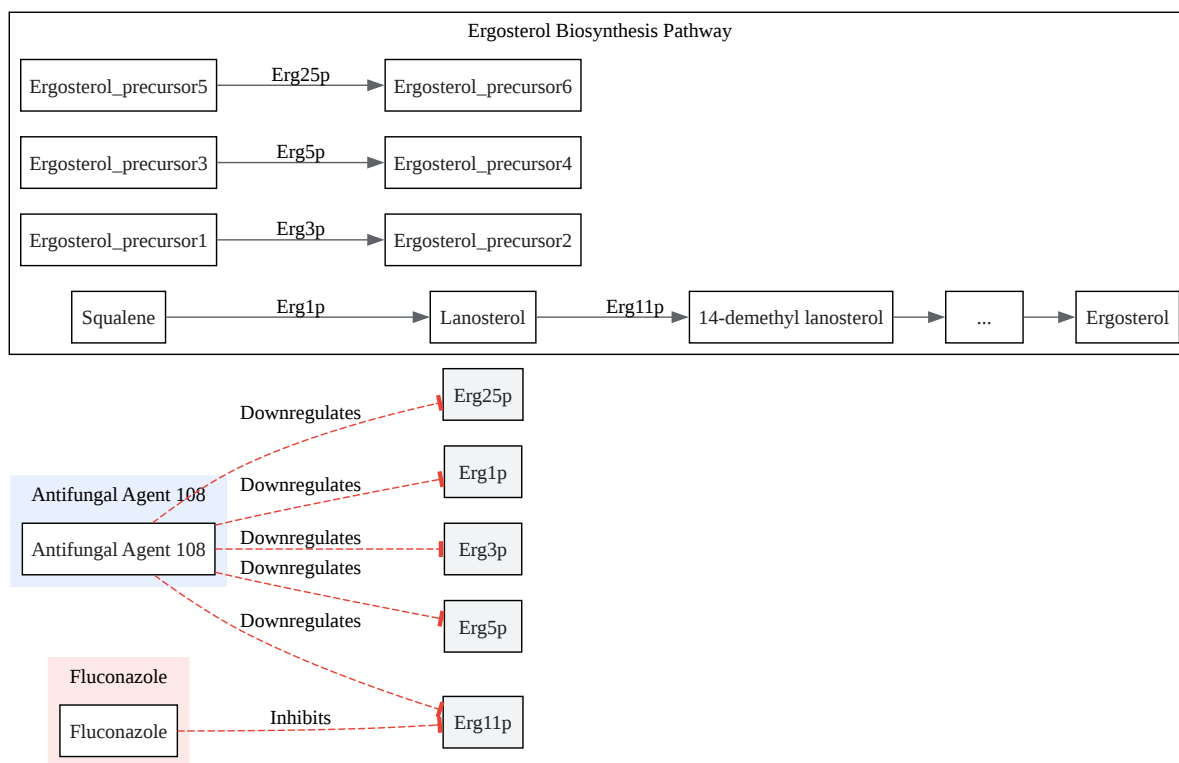 Ergosterol Biosynthesis Pathway
Ergosterol_precursor5
Erg25p
Ergosterol_precursor6
Ergosterol_precursor3
Erg5p
Ergosterol_precursor4
Ergosterol_precursor1
Erg3p
Ergosterol_precursor2
Squalene
Erg1p
Lanosterol
Erg11p
14-demethyl lanosterol
...
Ergosterol
Erg25p
Downregulates
Erg1p
Downregulates
Antifungal Agent 108
Antifungal Agent 108
Downregulates
Erg3p
Downregulates
Erg5p
Downregulates
Fluconazole
Fluconazole
Inhibits
Erg11p